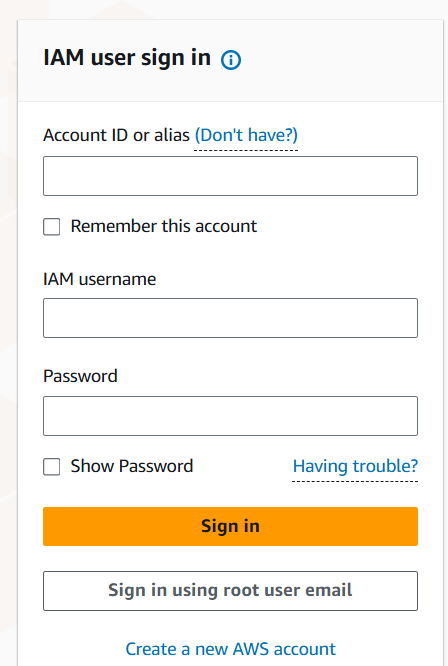 IAM user sign in
Account ID or alias (Don't have?)
Remember this account
IAM username
Password
Show Password Having trouble?
Sign in
Sign in using root user email
Create a new AWS account